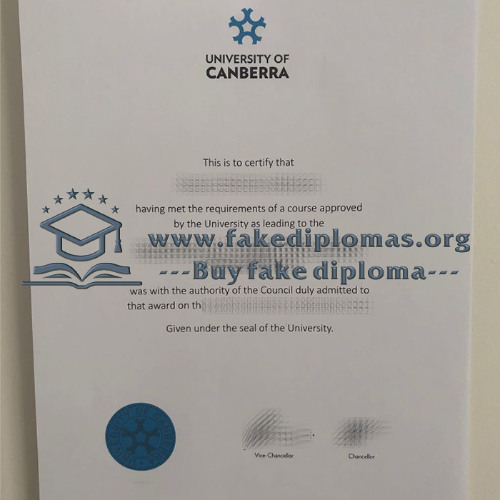 UNIVERSITY OF
CANBERRA
This is to certify that
having met the requirements of a course approved
by the University as leading to the
www.fakediplomas.org
---Buy fake diploma---
was with the authority of the Council duly admitted to
that award on th
Given under the seal of the University.
Vice-Chancellor
Chancellor